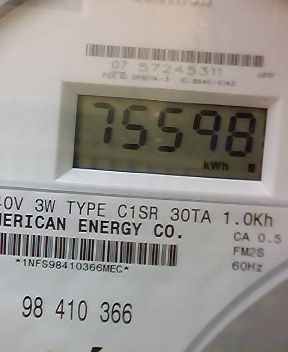 07 57245311
75598
kWh
40V 3W TYPE C1SR 30TA 1.0Kh
MERICAN ENERGY CO.
CA 0.5
FM2S
60Hz
*1NFS98410366MEC*
98 410 366